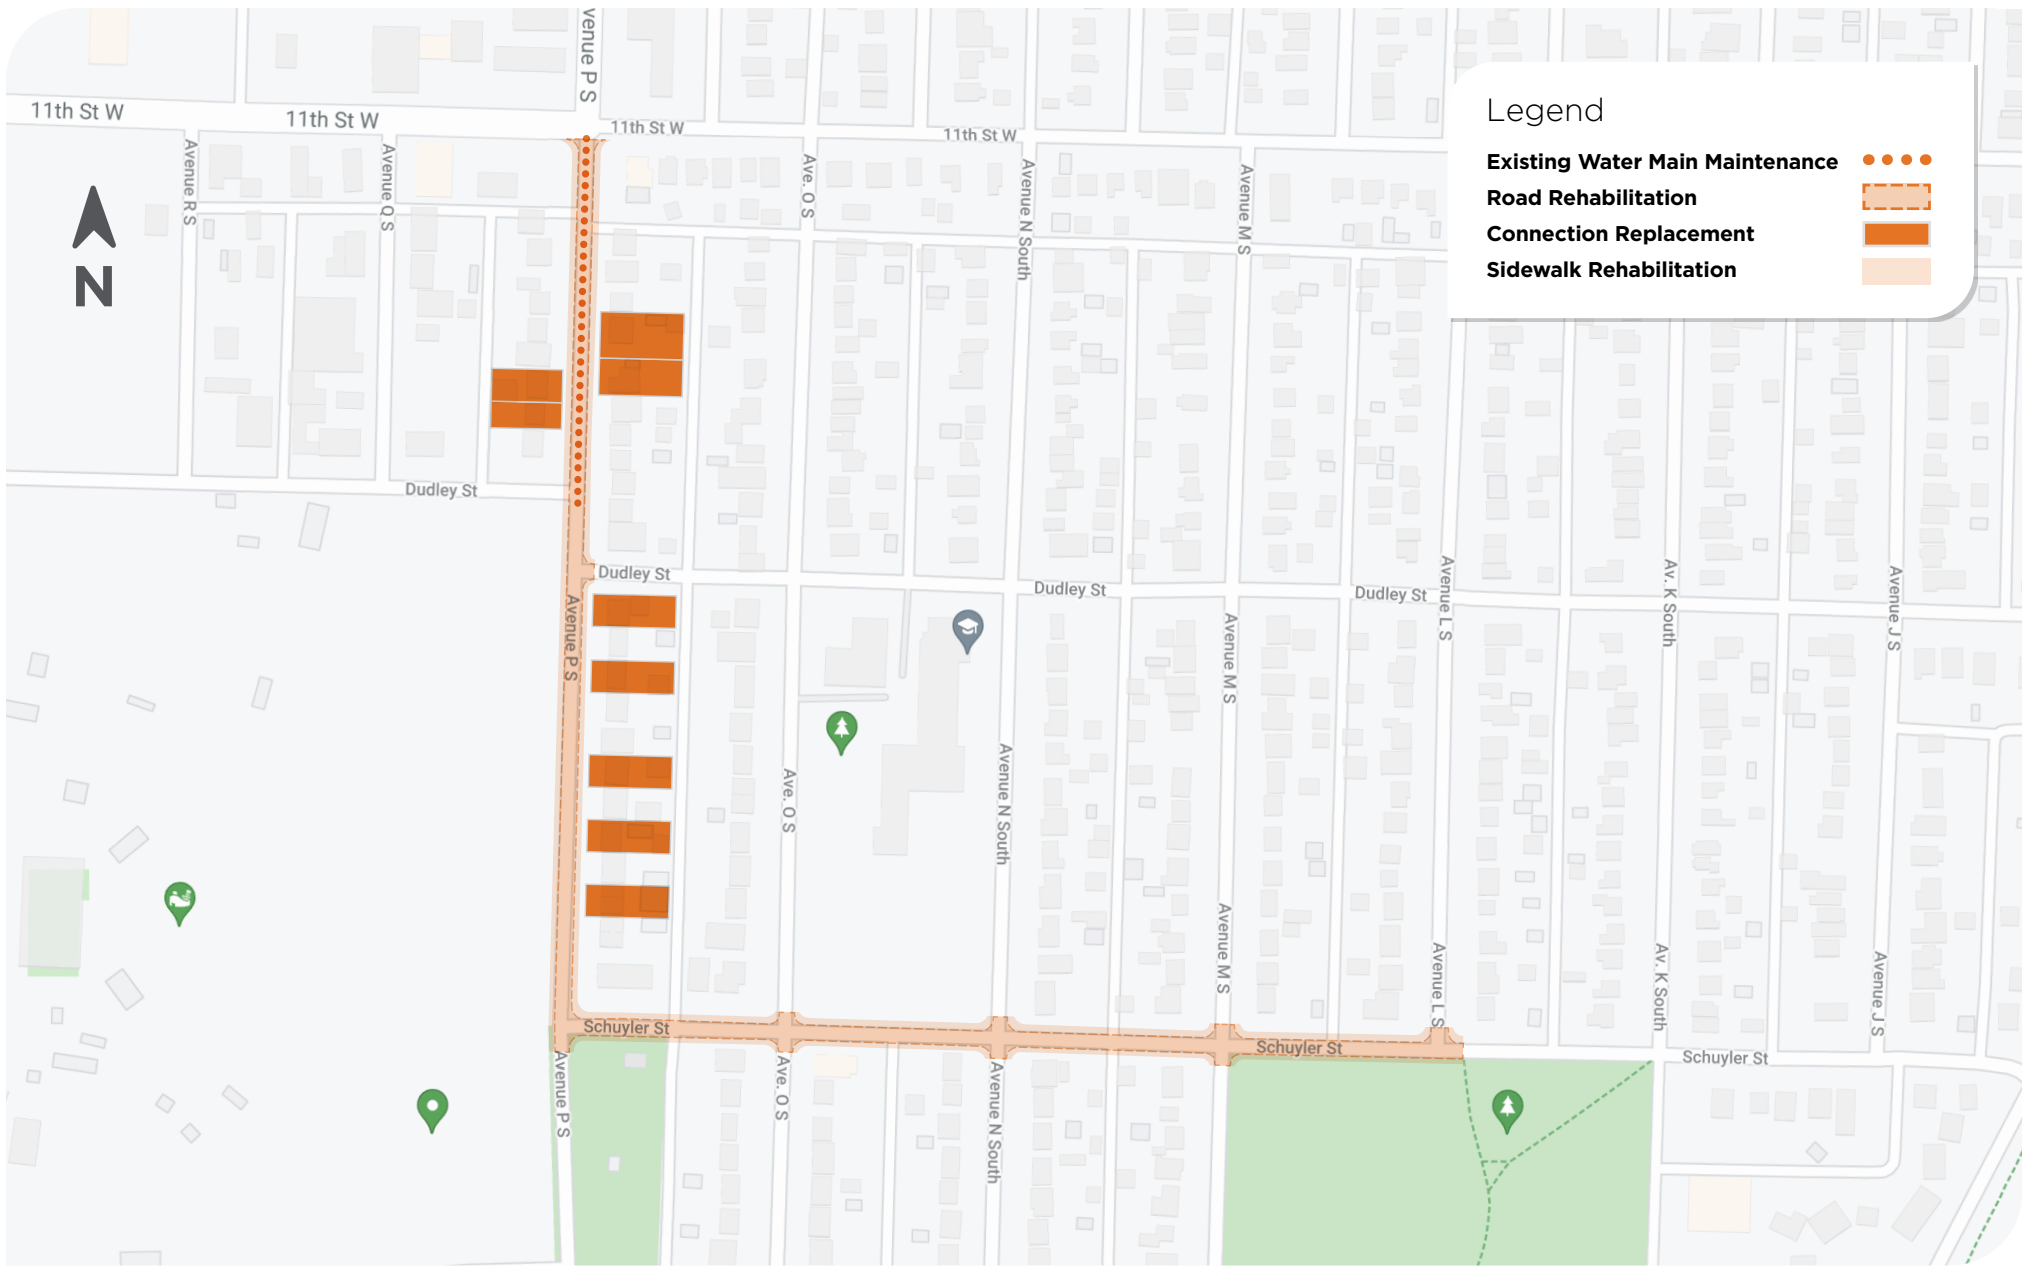 venue P S
11th St W
11th St W
11th St W
11th St W
Legend
Existing Water Main Maintenance
Road Rehabilitation
Connection Replacement
Sidewalk Rehabilitation
N
Avenue R S
Avenue Q S
Ave. O S
Avenue N South
Avenue M S
Dudley St
Dudley St
Dudley St
Dudley St
Avenue P S
Avenue M S
Avenue L S
Av. K South
Avenue J S
Ave. O S
Avenue N South
Avenue M S
Avenue L S
Av. K South
Avenue J S
Schuyler St
Schuyler St
Schuyler St
Avenue P S
Ave. O S
Avenue N South